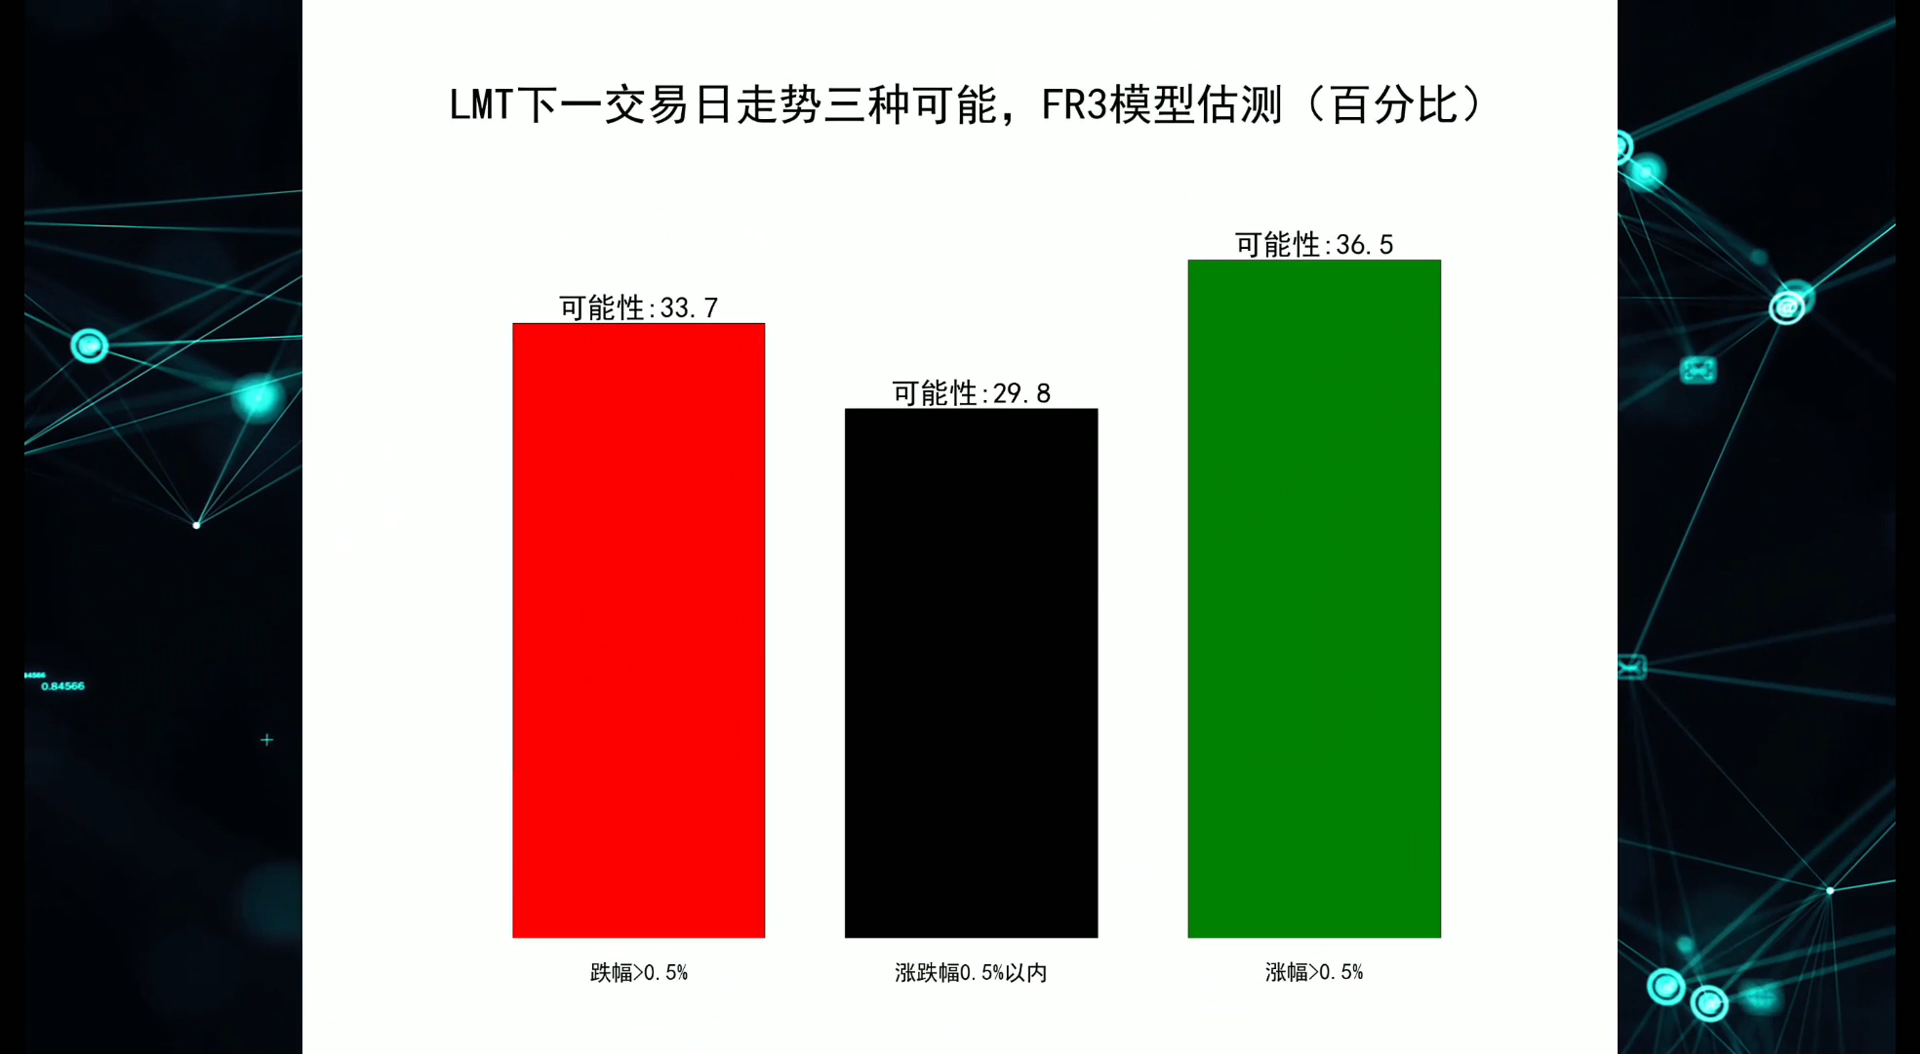 LMT下一交易日走势三种可能，FR3模型估测（百分比）
可能性:36.5
可能性:33.7
可能性:29.8
跌幅>0.5%
涨跌幅0.5%以内
涨幅>0.5%
0.84566